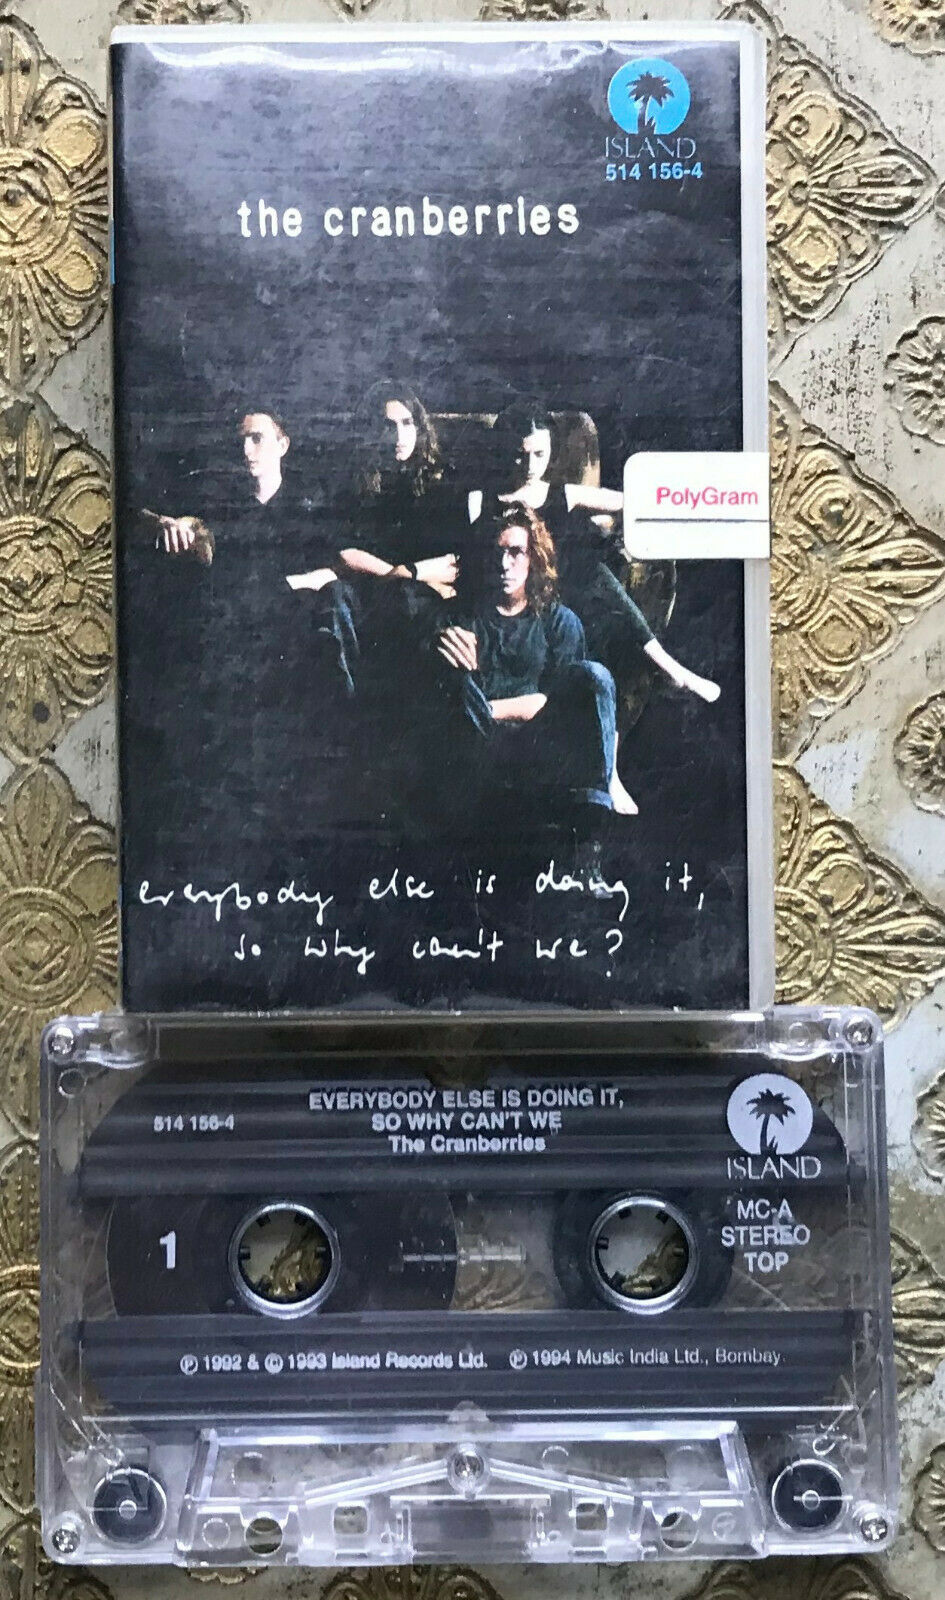 ISLAND
514 156-4
the cranberries
PolyGram
everybody else is doing it,
so why can't we?
EVERYBODY ELSE IS DOING IT,
514 156-4
SO WHY CAN'T WE
The Cranberries
ISLAND
MC-A
STEREO
TOP
1
℗ 1992 & © 1993 Island Records Ltd. ℗ 1994 Music India Ltd., Bombay.